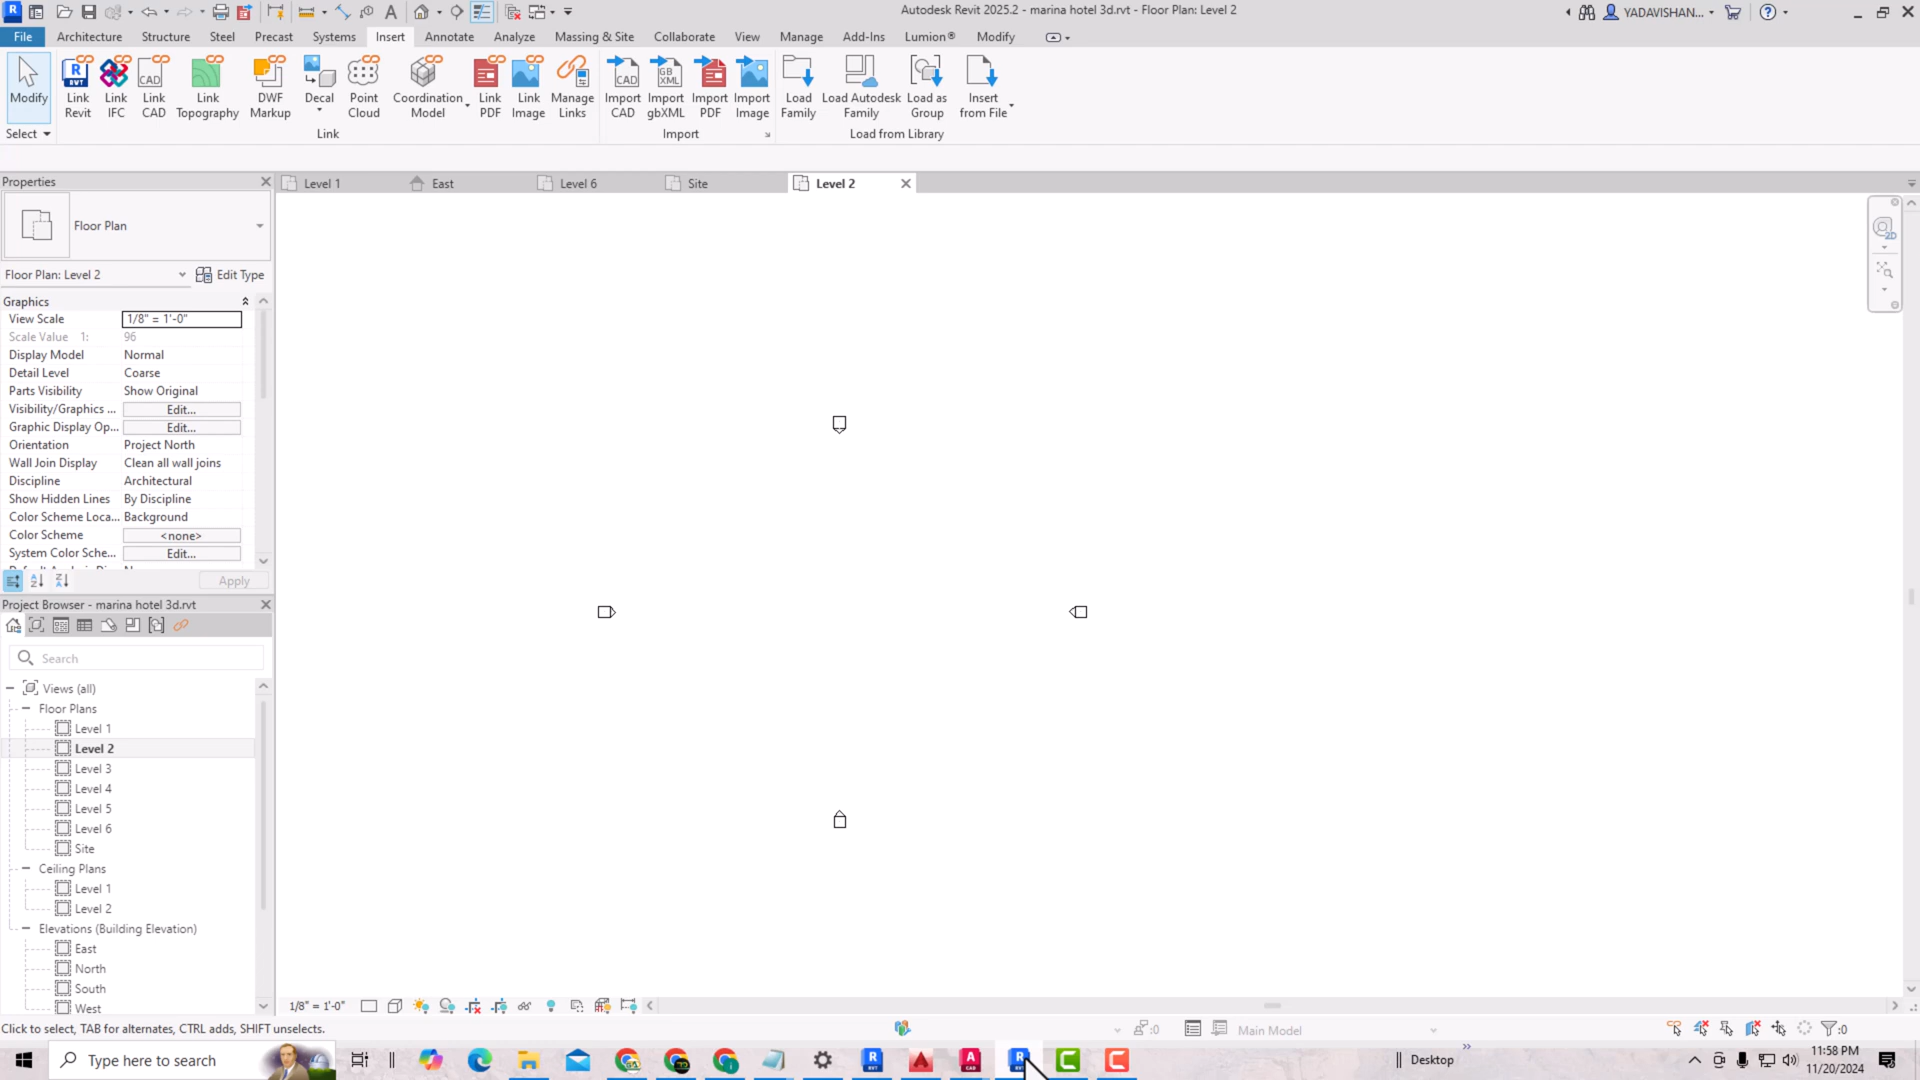 Autodesk Revit 2025.2 - marina hotel 3d.rvt - Floor Plan: Level 2
YADAVISHAN...
File Architecture Structure Steel Precast Systems Insert Annotate Analyze Massing & Site Collaborate View Manage Add-Ins Lumion® Modify
Modify
Link Revit
Link IFC
Link CAD
Link Topography
DWF Markup
Decal
Point Cloud
Coordination Model
Link PDF
Link Image
Manage Links
Import CAD
Import gbXML
Import PDF
Import Image
Load Family
Load Autodesk Family
Load as Group
Insert from File
Select Link Import Load from Library
Properties
Level 1 East Level 6 Site Level 2
Floor Plan
Floor Plan: Level 2 Edit Type
Graphics
View Scale 1/8" = 1'-0"
Scale Value 1: 96
Display Model Normal
Detail Level Coarse
Parts Visibility Show Original
Visibility/Graphics ... Edit...
Graphic Display Op... Edit...
Orientation Project North
Wall Join Display Clean all wall joins
Discipline Architectural
Show Hidden Lines By Discipline
Color Scheme Loca... Background
Color Scheme <none>
System Color Sche... Edit...
Apply
Project Browser - marina hotel 3d.rvt
Search
Views (all)
Floor Plans
Level 1
Level 2
Level 3
Level 4
Level 5
Level 6
Site
Ceiling Plans
Level 1
Level 2
Elevations (Building Elevation)
East
North
South
West
1/8" = 1'-0"
Click to select, TAB for alternates, CTRL adds, SHIFT unselects.
:0 Main Model :0
Type here to search
Desktop
11:58 PM
11/20/2024